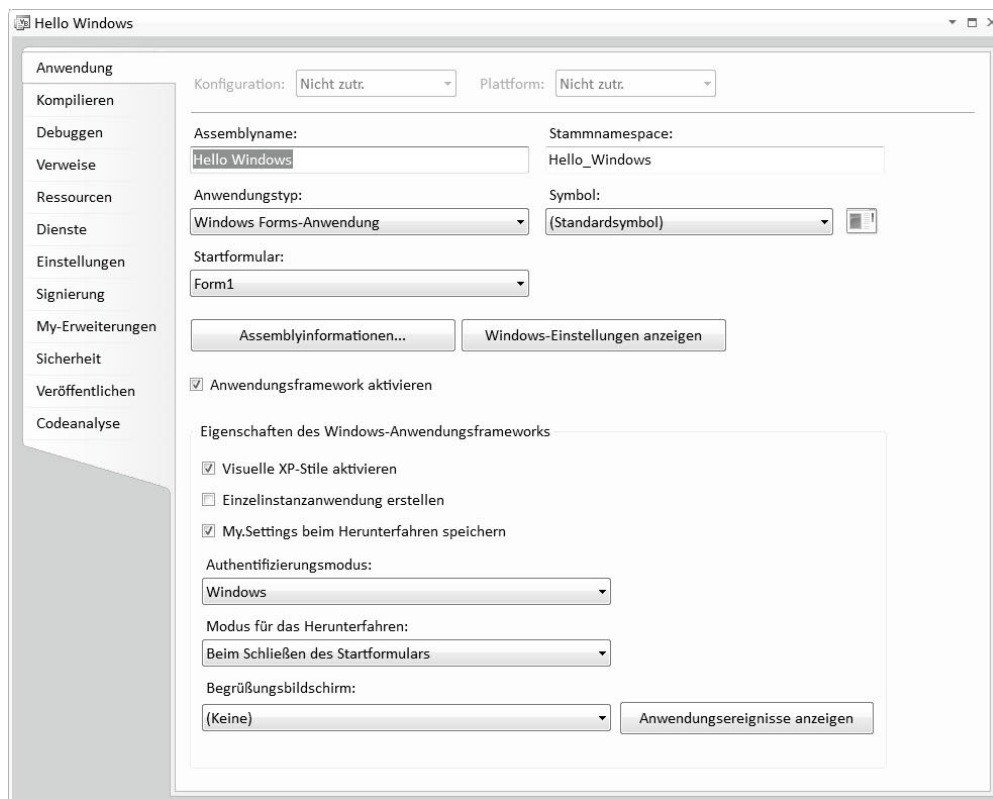 Hello Windows
Anwendung
Kompilieren
Debuggen
Verweise
Ressourcen
Dienste
Einstellungen
Signierung
My-Erweiterungen
Sicherheit
Veröffentlichen
Codeanalyse
Konfiguration: Nicht zutr. Plattform: Nicht zutr.
Assemblyname: Stammnamespace:
Hello Windows Hello_Windows
Anwendungstyp: Symbol:
Windows Forms-Anwendung (Standardsymbol)
Startformular:
Form1
Assemblyinformationen... Windows-Einstellungen anzeigen
Anwendungsframework aktivieren
Eigenschaften des Windows-Anwendungsframeworks
Visuelle XP-Stile aktivieren
Einzelinstanzanwendung erstellen
My.Settings beim Herunterfahren speichern
Authentifizierungsmodus:
Windows
Modus für das Herunterfahren:
Beim Schließen des Startformulars
Begrüßungsbildschirm:
(Keine) Anwendungsereignisse anzeigen